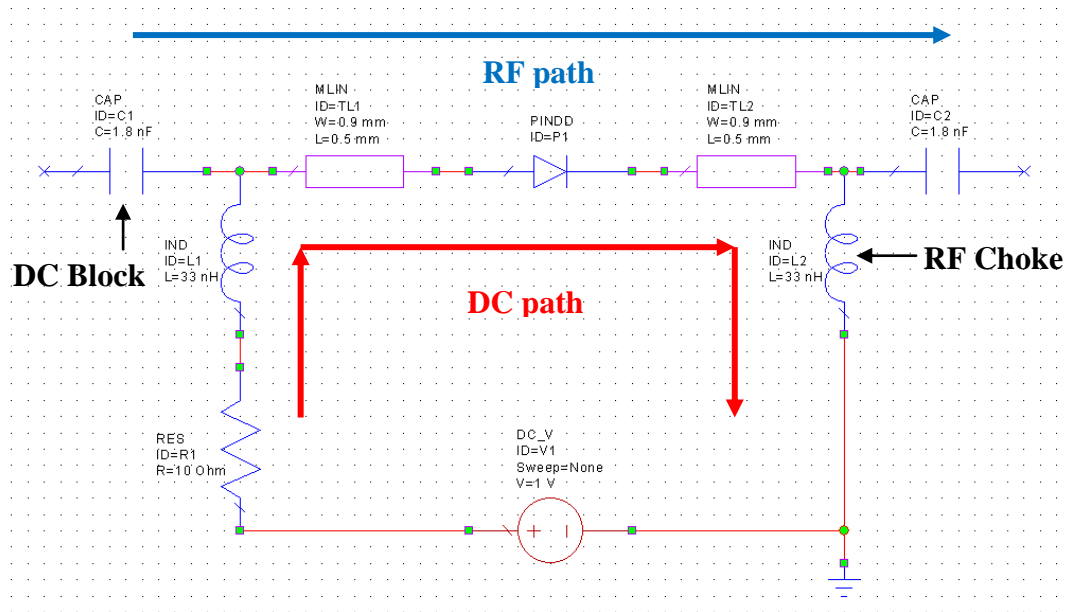 RF path
CAP
ID=C1
C=1.8 nF
MLIN
ID=TL1
W=0.9 mm
L=0.5 mm
PINDD
ID=P1
MLIN
ID=TL2
W=0.9 mm
L=0.5 mm
CAP
ID=C2
C=1.8 nF
DC Block
IND
ID=L1
L=33 nH
DC path
IND
ID=L2
L=33 nH
RF Choke
RES
ID=R1
R=10 Ohm
DC_V
ID=V1
Sweep=None
V=1 V